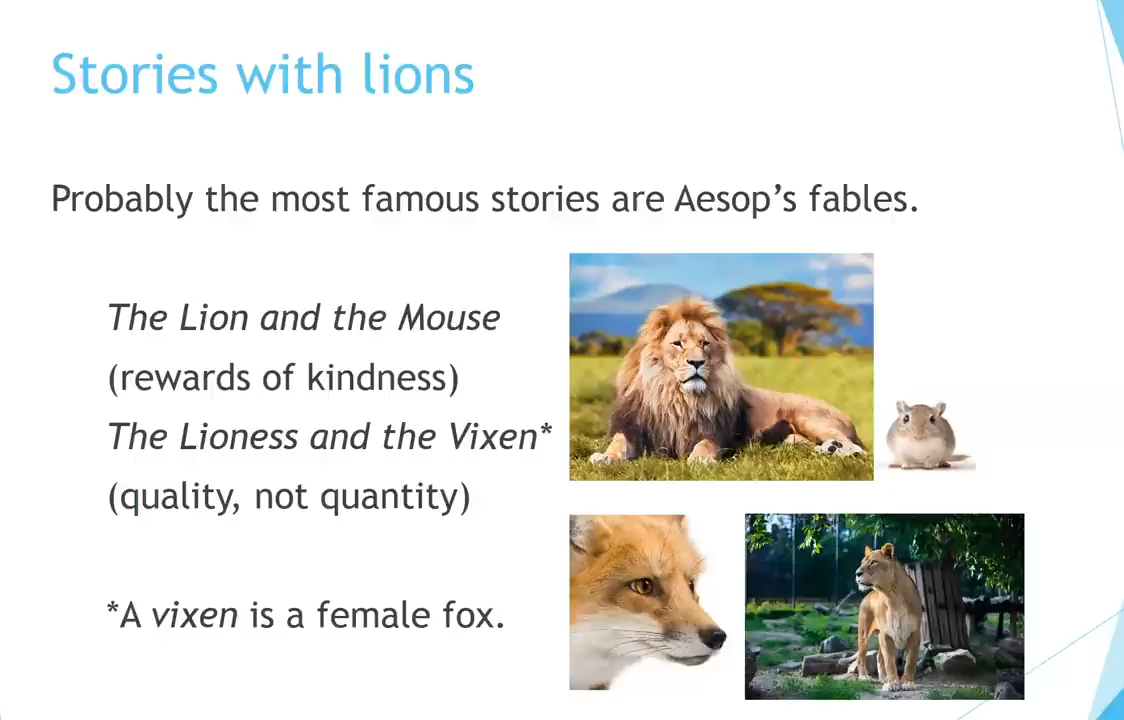 Stories with lions
Probably the most famous stories are Aesop’s fables.
The Lion and the Mouse
(rewards of kindness)
The Lioness and the Vixen*
(quality, not quantity)
*A vixen is a female fox.